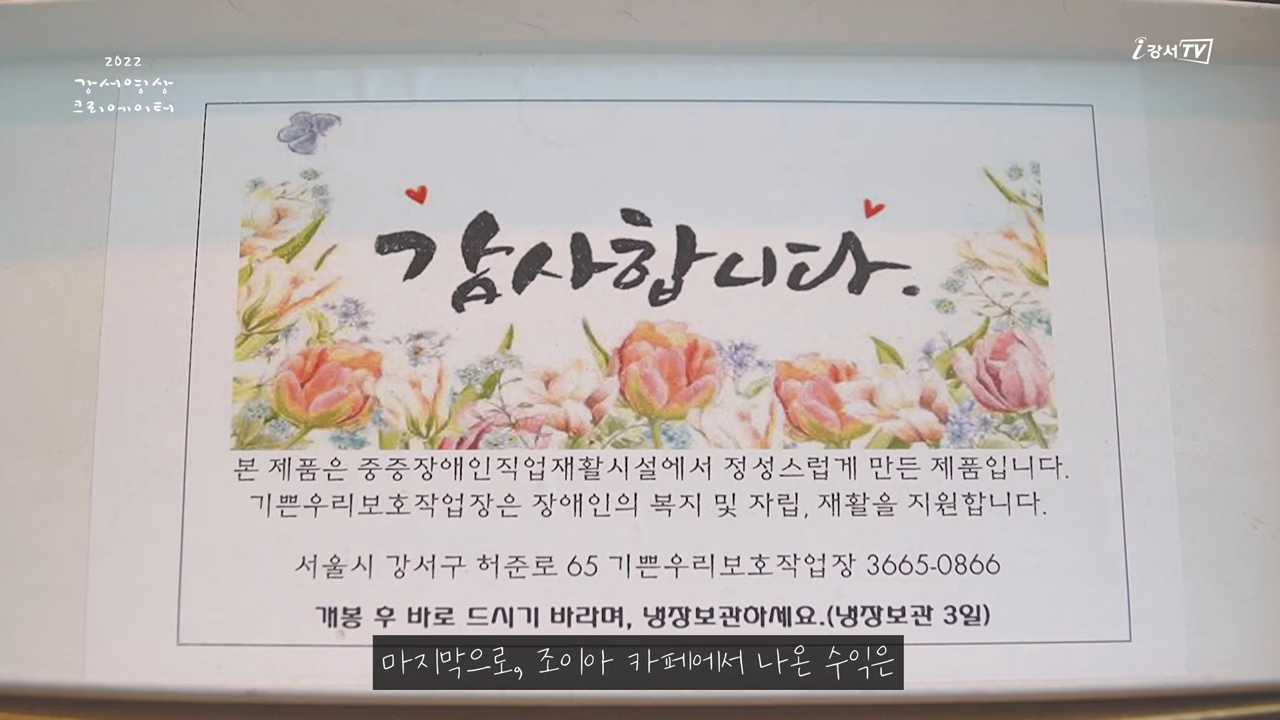 2022
강서영상
크리에이터
i강서TV
감사합니다.
본 제품은 중증장애인직업재활시설에서 정성스럽게 만든 제품입니다.
기쁜우리보호작업장은 장애인의 복지 및 자립, 재활을 지원합니다.
서울시 강서구 허준로 65 기쁜우리보호작업장 3665-0866
개봉 후 바로 드시기 바라며, 냉장보관하세요.(냉장보관 3일)
마지막으로, 조이아 카페에서 나온 수익은